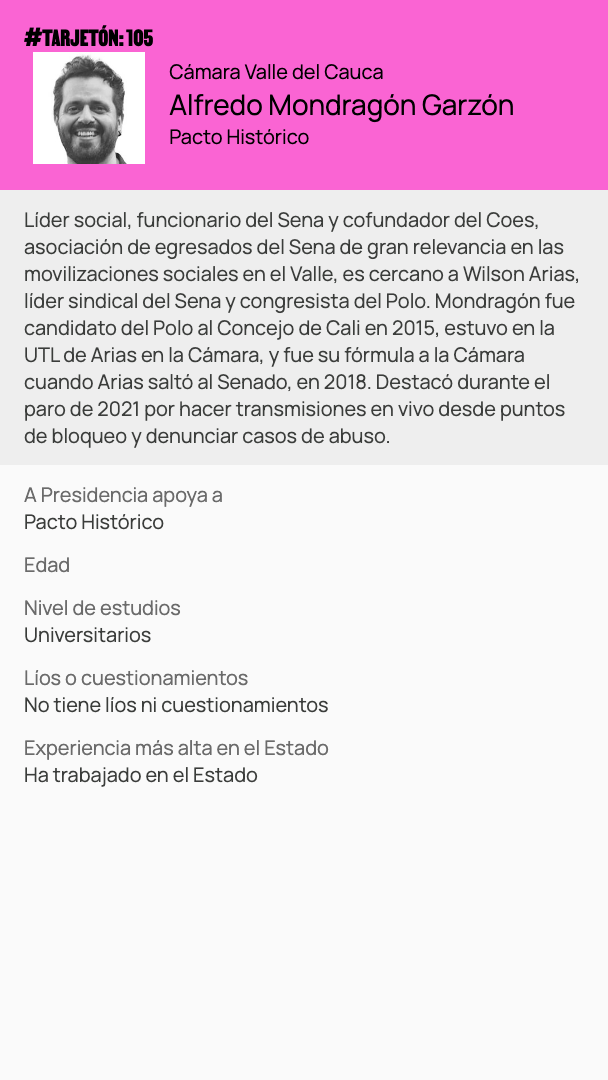 #TARJETÓN: 105
Cámara Valle del Cauca
Alfredo Mondragón Garzón
Pacto Histórico
Líder social, funcionario del Sena y cofundador del Coes,
asociación de egresados del Sena de gran relevancia en las
movilizaciones sociales en el Valle, es cercano a Wilson Arias,
líder sindical del Sena y congresista del Polo. Mondragón fue
candidato del Polo al Concejo de Cali en 2015, estuvo en la
UTL de Arias en la Cámara, y fue su fórmula a la Cámara
cuando Arias saltó al Senado, en 2018. Destacó durante el
paro de 2021 por hacer transmisiones en vivo desde puntos
de bloqueo y denunciar casos de abuso.
A Presidencia apoya a
Pacto Histórico
Edad
Nivel de estudios
Universitarios
Líos o cuestionamientos
No tiene líos ni cuestionamientos
Experiencia más alta en el Estado
Ha trabajado en el Estado